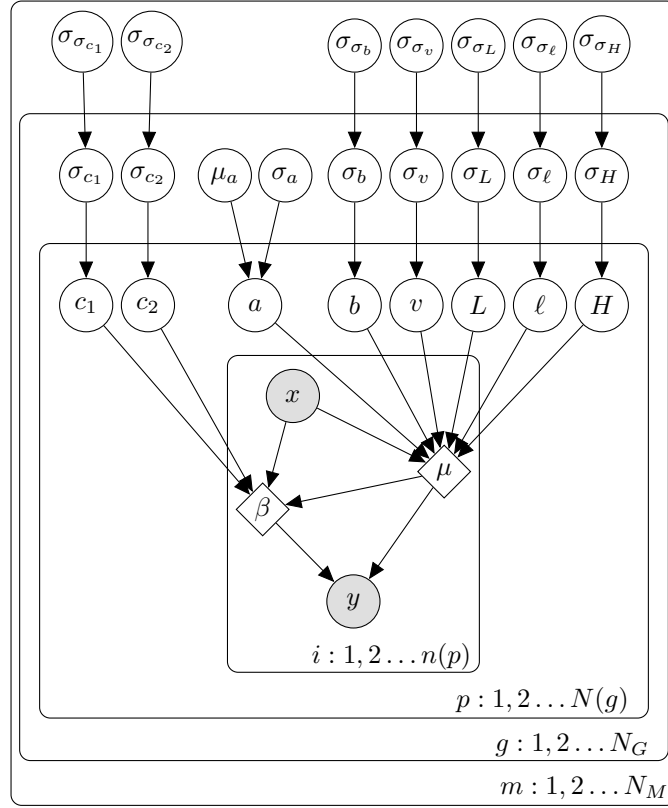 σ_{σ_{c_1}} σ_{σ_{c_2}} σ_{σ_b} σ_{σ_v} σ_{σ_L} σ_{σ_ℓ} σ_{σ_H}
σ_{c_1} σ_{c_2} μ_a σ_a σ_b σ_v σ_L σ_ℓ σ_H
c_1 c_2 a b v L ℓ H
x
μ
β
y
i : 1, 2 … n(p)
p : 1, 2 … N(g)
g : 1, 2 … N_G
m : 1, 2 … N_M